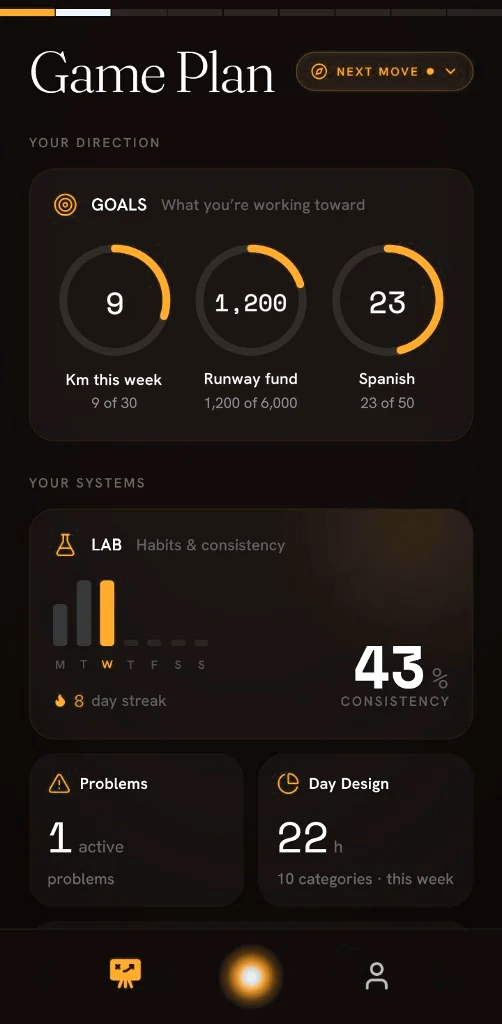 Game Plan
NEXT MOVE
YOUR DIRECTION
GOALS What you’re working toward
9
1,200
23
Km this week
Runway fund
Spanish
9 of 30
1,200 of 6,000
23 of 50
YOUR SYSTEMS
LAB Habits & consistency
M T W T F S S
43 %
CONSISTENCY
8 day streak
Problems
1 active
problems
Day Design
22 h
10 categories · this week